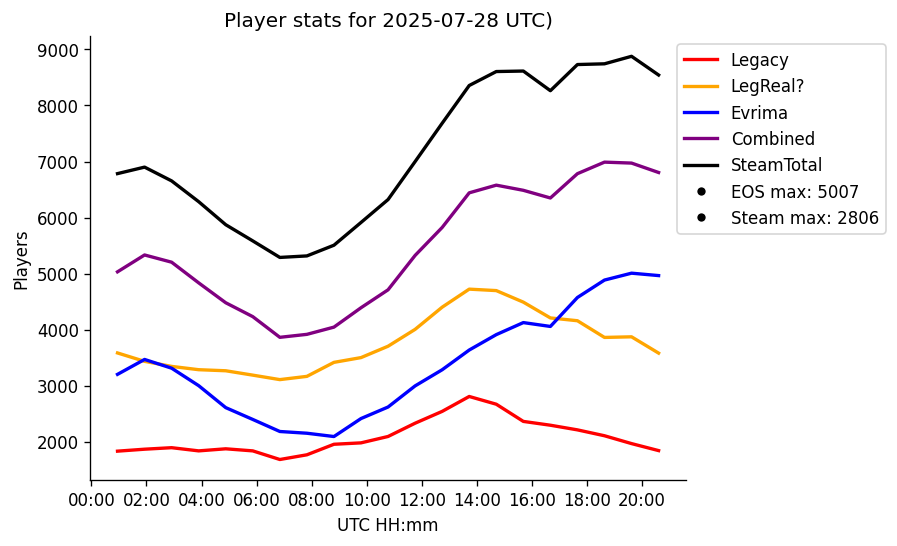 Player stats for 2025-07-28 UTC)
Players
9000
8000
7000
6000
5000
4000
3000
2000
00:00 02:00 04:00 06:00 08:00 10:00 12:00 14:00 16:00 18:00 20:00
UTC HH:mm
Legacy
LegReal?
Evrima
Combined
SteamTotal
EOS max: 5007
Steam max: 2806